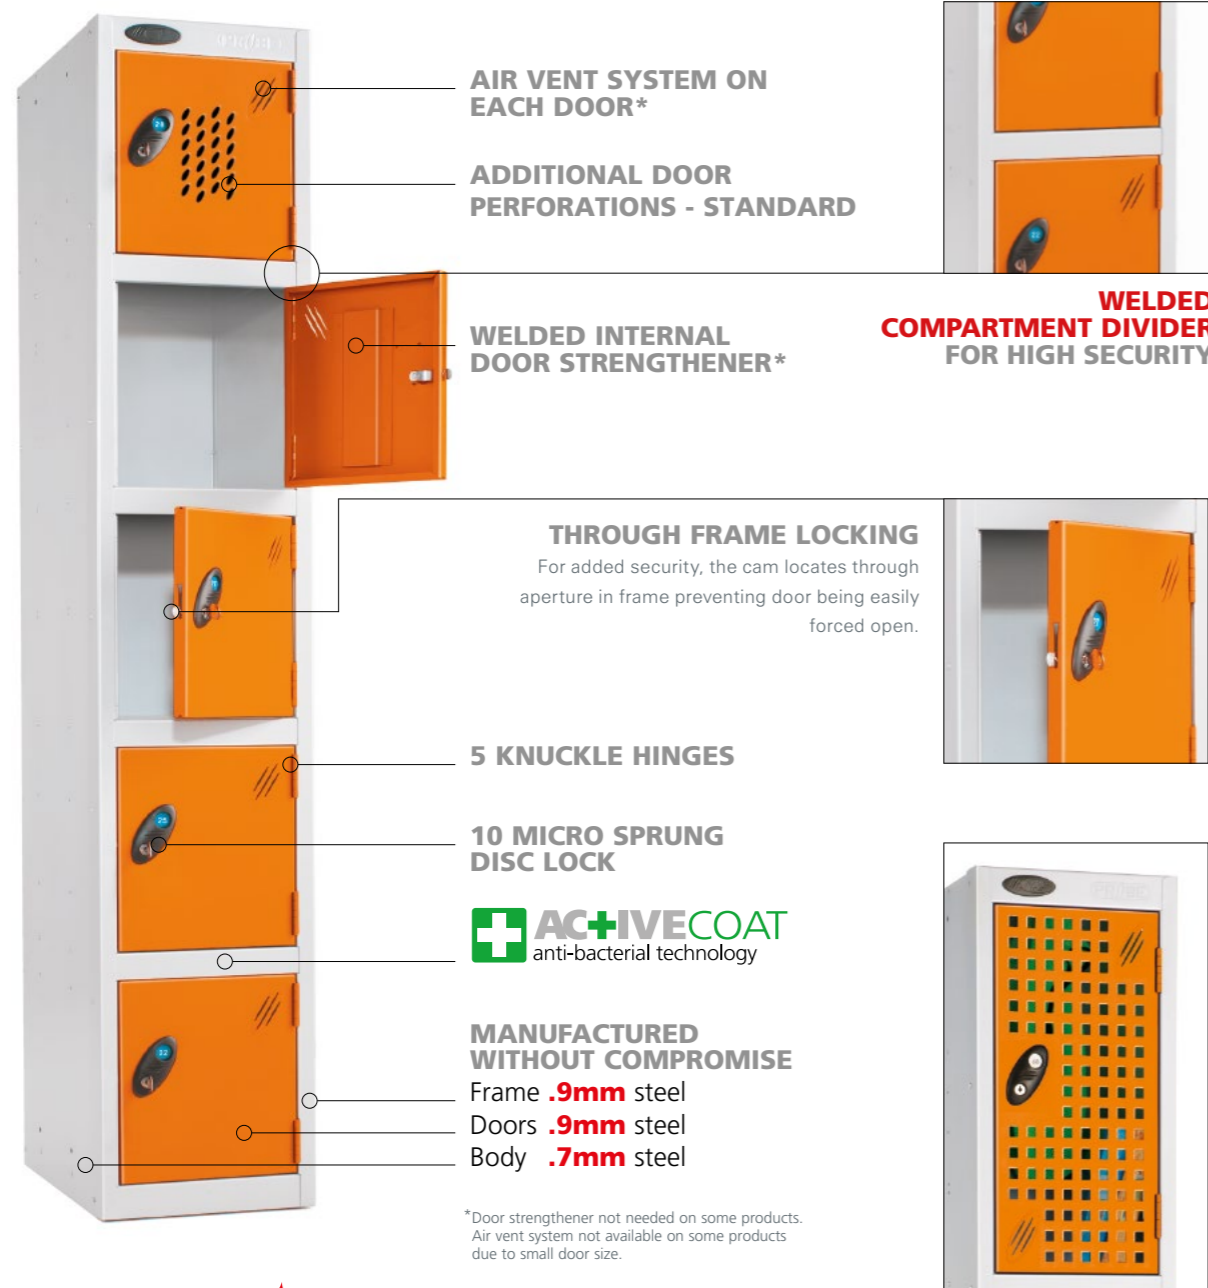 AIR VENT SYSTEM ON
EACH DOOR*
ADDITIONAL DOOR
PERFORATIONS - STANDARD
WELDED INTERNAL
DOOR STRENGTHENER*
WELDED
COMPARTMENT DIVIDER
FOR HIGH SECURITY
THROUGH FRAME LOCKING
For added security, the cam locates through
aperture in frame preventing door being easily
forced open.
5 KNUCKLE HINGES
10 MICRO SPRUNG
DISC LOCK
25
AC+IVECOAT
anti-bacterial technology
MANUFACTURED
WITHOUT COMPROMISE
Frame .9mm steel
Doors .9mm steel
Body .7mm steel
32
*Door strengthener not needed on some products.
Air vent system not available on some products
due to small door size.